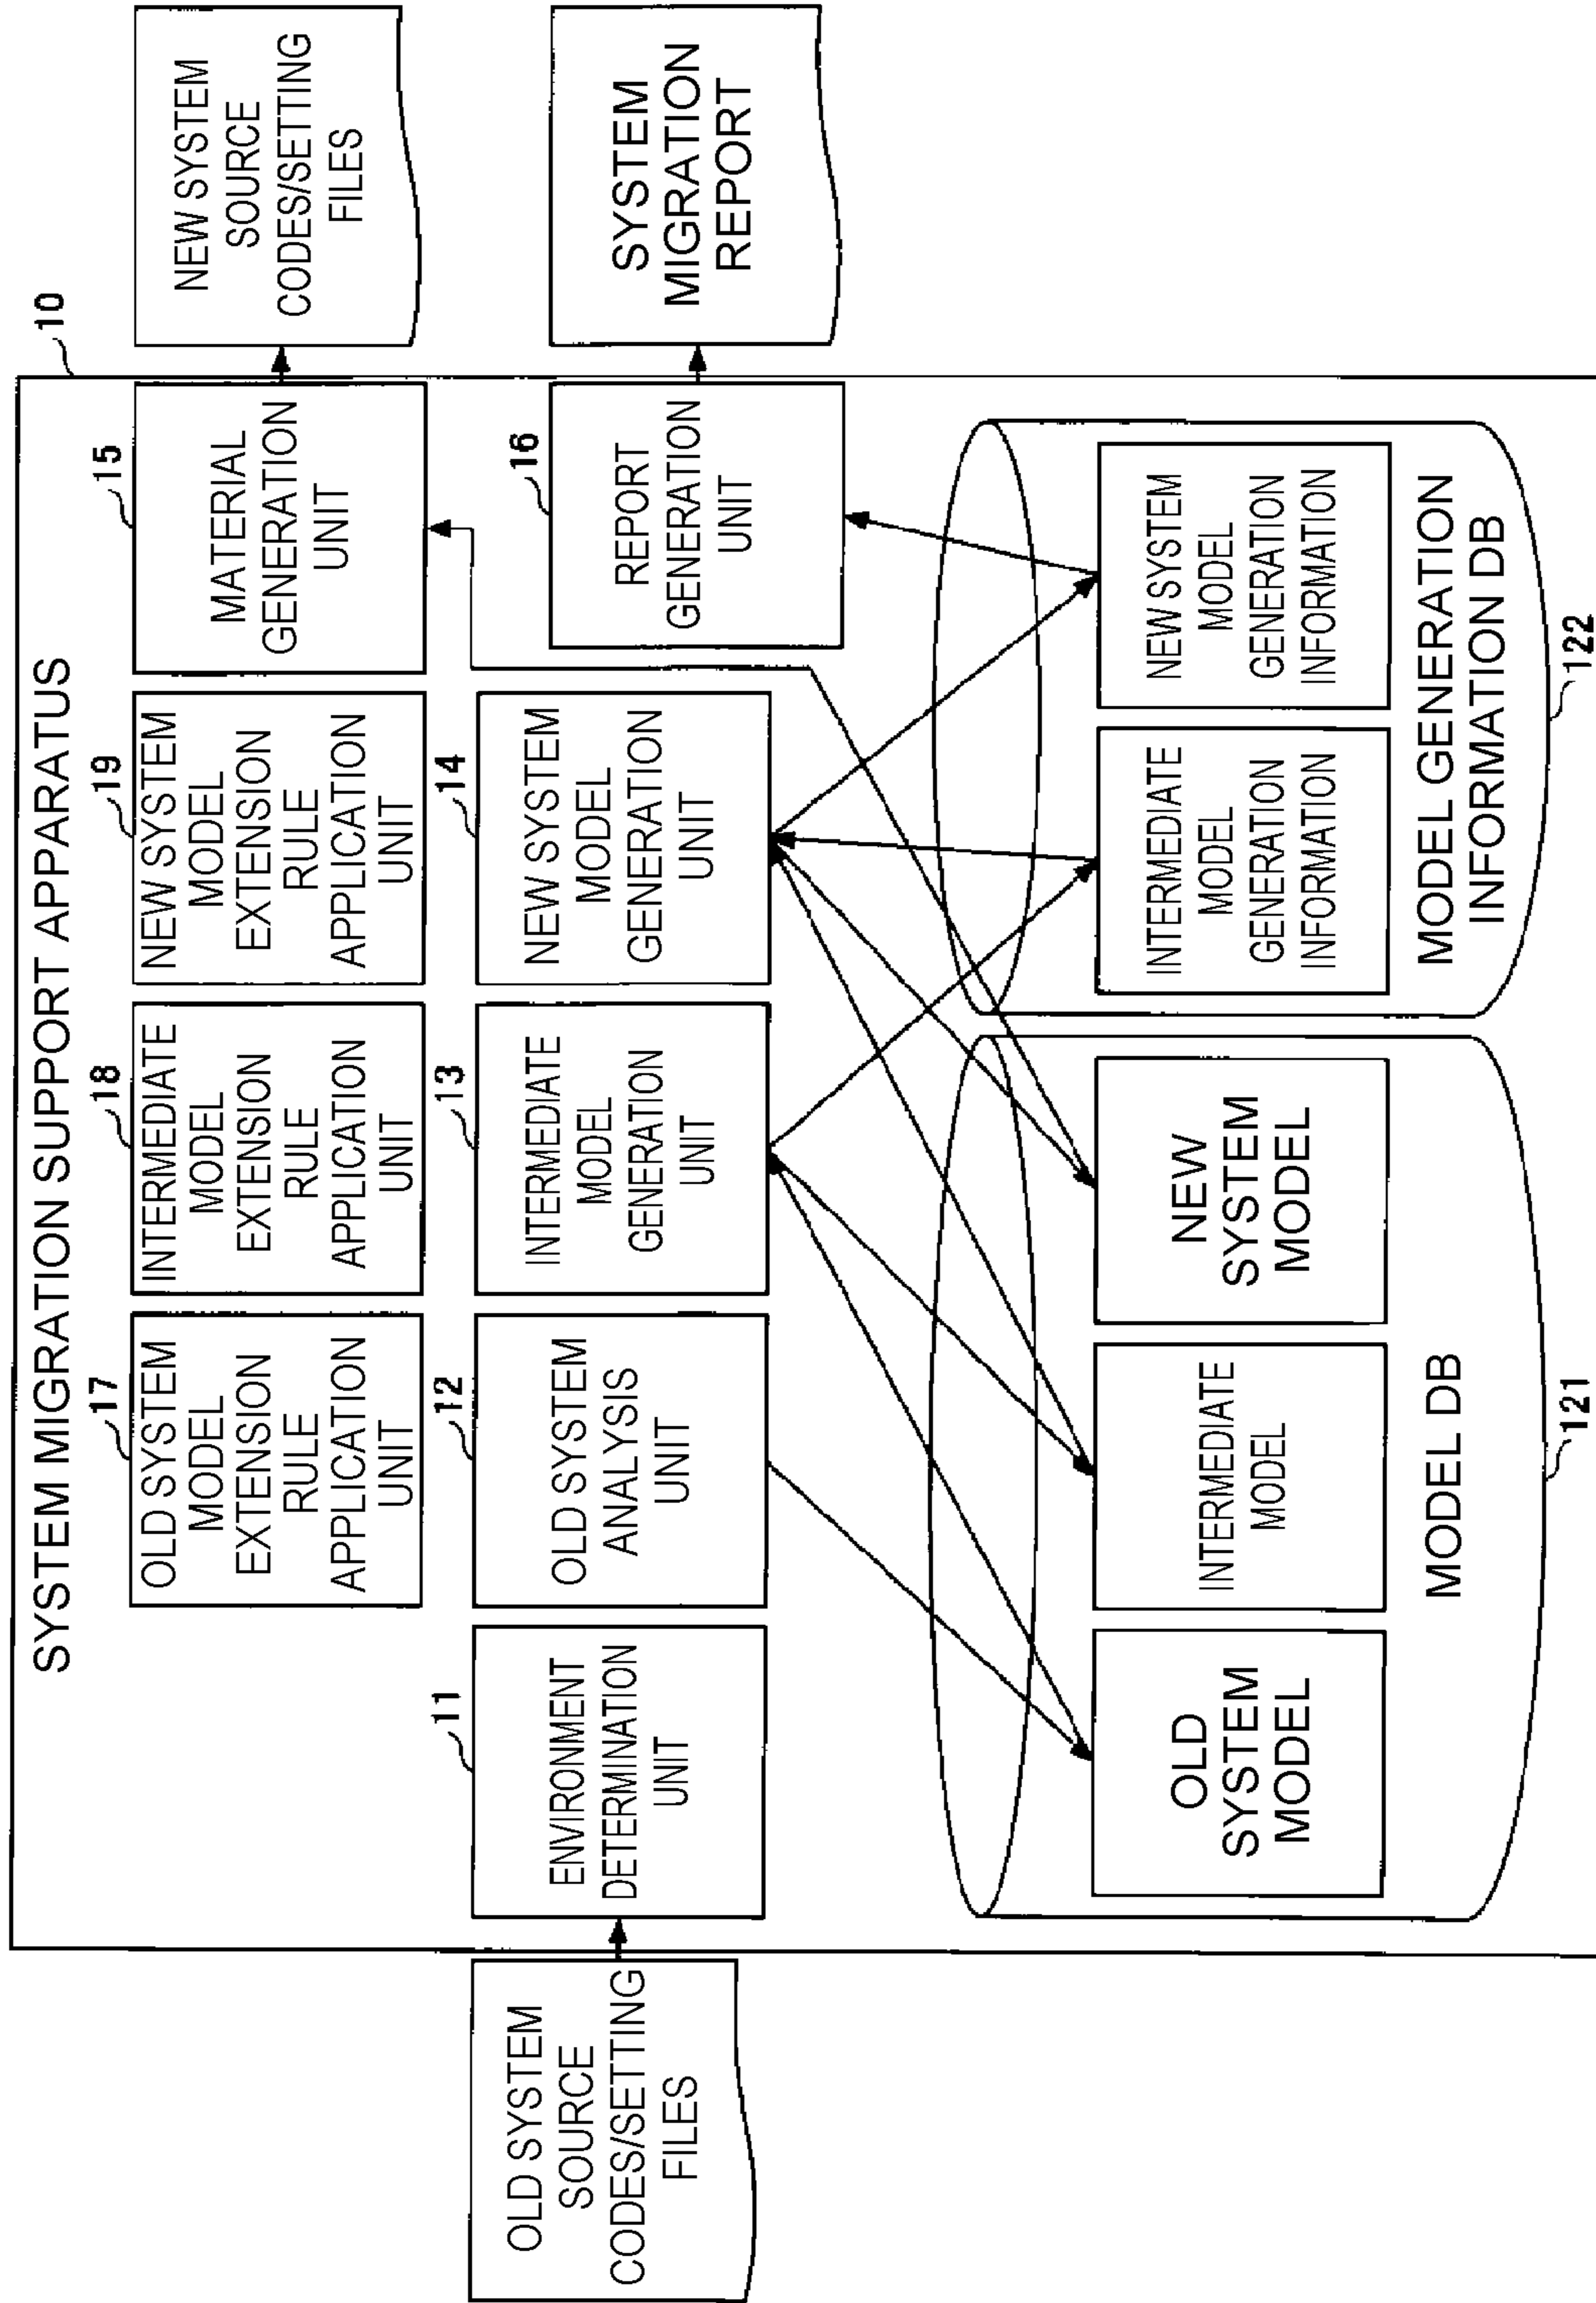 SYSTEM MIGRATION SUPPORT APPARATUS
10
OLD SYSTEM
SOURCE
CODES/SETTING
FILES
11
ENVIRONMENT
DETERMINATION
UNIT
17
OLD SYSTEM
MODEL
EXTENSION
RULE
APPLICATION
UNIT
18
INTERMEDIATE
MODEL
EXTENSION
RULE
APPLICATION
UNIT
19
NEW SYSTEM
MODEL
EXTENSION
RULE
APPLICATION
UNIT
15
MATERIAL
GENERATION
UNIT
NEW SYSTEM
SOURCE
CODES/SETTING
FILES
12
OLD SYSTEM
ANALYSIS
UNIT
13
INTERMEDIATE
MODEL
GENERATION
UNIT
14
NEW SYSTEM
MODEL
GENERATION
UNIT
16
REPORT
GENERATION
UNIT
SYSTEM
MIGRATION
REPORT
OLD
SYSTEM
MODEL
INTERMEDIATE
MODEL
NEW
SYSTEM
MODEL
MODEL DB
121
INTERMEDIATE
MODEL
GENERATION
INFORMATION
NEW SYSTEM
MODEL
GENERATION
INFORMATION
MODEL GENERATION
INFORMATION DB
122